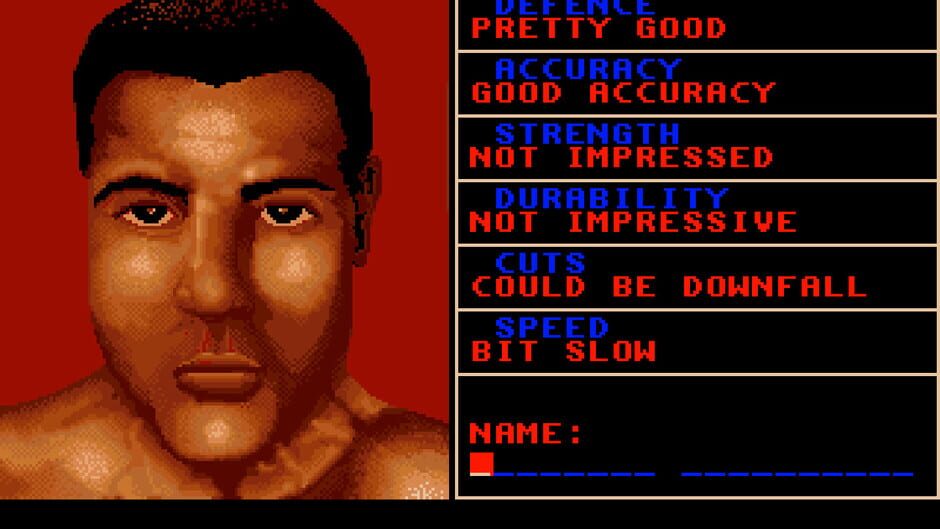 DEFENCE
PRETTY GOOD
ACCURACY
GOOD ACCURACY
STRENGTH
NOT IMPRESSED
DURABILITY
NOT IMPRESSIVE
CUTS
COULD BE DOWNFALL
SPEED
BIT SLOW
NAME: